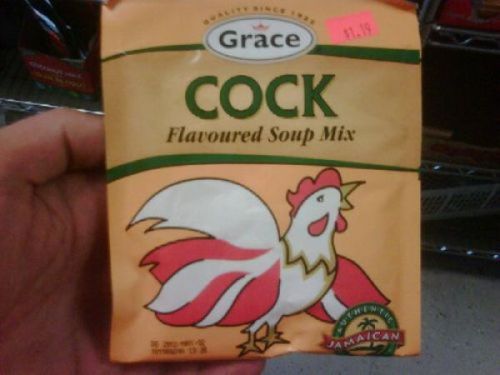 QUALITY SINCE 1922
Grace
$1.19
COCK
Flavoured Soup Mix
AUTHENTIC
JAMAICAN